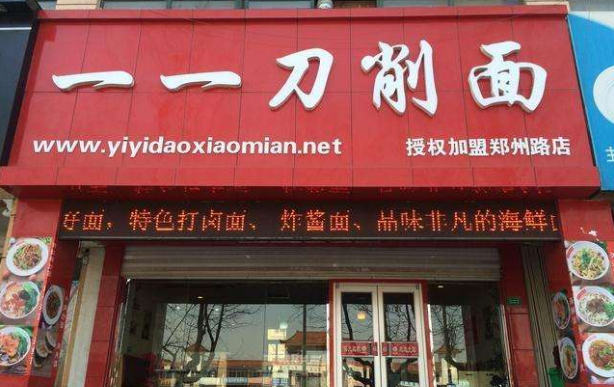 一一刀削面
www.yiyidaoxiaomian.net 授权加盟郑州路店
好面，特色打卤面、炸酱面、品味非凡的海鲜